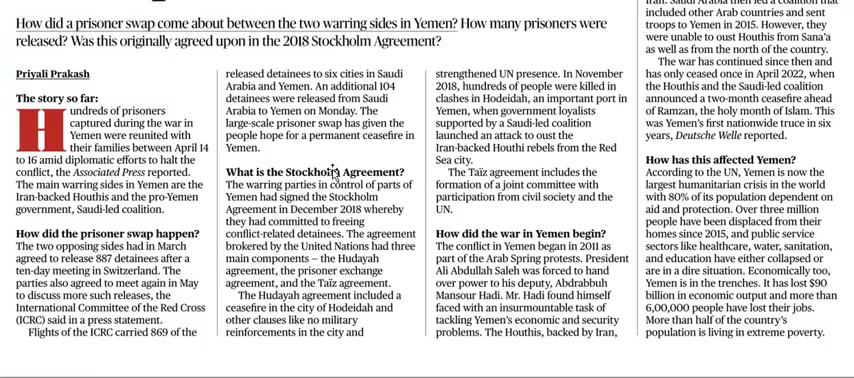 How did a prisoner swap come about between the two warring sides in Yemen? How many prisoners were
released? Was this originally agreed upon in the 2018 Stockholm Agreement?
Priyali Prakash
The story so far:
Hundreds of prisoners
captured during the war in
Yemen were reunited with
their families between April 14
to 16 amid diplomatic efforts to halt the
conflict, the Associated Press reported.
The main warring sides in Yemen are the
Iran-backed Houthis and the pro-Yemen
government, Saudi-led coalition.
How did the prisoner swap happen?
The two opposing sides had in March
agreed to release 887 detainees after a
ten-day meeting in Switzerland. The
parties also agreed to meet again in May
to discuss more such releases, the
International Committee of the Red Cross
(ICRC) said in a press statement.
Flights of the ICRC carried 869 of the
released detainees to six cities in Saudi
Arabia and Yemen. An additional 104
detainees were released from Saudi
Arabia to Yemen on Monday. The
large-scale prisoner swap has given the
people hope for a permanent ceasefire in
Yemen.
What is the Stockholm Agreement?
The warring parties in control of parts of
Yemen had signed the Stockholm
Agreement in December 2018 whereby
they had committed to freeing
conflict-related detainees. The agreement
brokered by the United Nations had three
main components – the Hudayah
agreement, the prisoner exchange
agreement, and the Taïz agreement.
The Hudayah agreement included a
ceasefire in the city of Hodeidah and
other clauses like no military
reinforcements in the city and
strengthened UN presence. In November
2018, hundreds of people were killed in
clashes in Hodeidah, an important port in
Yemen, when government loyalists
supported by a Saudi-led coalition
launched an attack to oust the
Iran-backed Houthi rebels from the Red
Sea city.
The Taïz agreement includes the
formation of a joint committee with
participation from civil society and the
UN.
How did the war in Yemen begin?
The conflict in Yemen began in 2011 as
part of the Arab Spring protests. President
Ali Abdullah Saleh was forced to hand
over power to his deputy, Abdrabbuh
Mansour Hadi. Mr. Hadi found himself
faced with an insurmountable task of
tackling Yemen's economic and security
problems. The Houthis, backed by Iran,
Iran. Saudi Arabia then led a coalition that
included other Arab countries and sent
troops to Yemen in 2015. However, they
were unable to oust Houthis from Sana'a
as well as from the north of the country.
The war has continued since then and
has only ceased once in April 2022, when
the Houthis and the Saudi-led coalition
announced a two-month ceasefire ahead
of Ramzan, the holy month of Islam. This
was Yemen's first nationwide truce in six
years, Deutsche Welle reported.
How has this affected Yemen?
According to the UN, Yemen is now the
largest humanitarian crisis in the world
with 80% of its population dependent on
aid and protection. Over three million
people have been displaced from their
homes since 2015, and public service
sectors like healthcare, water, sanitation,
and education have either collapsed or
are in a dire situation. Economically too,
Yemen is in the trenches. It has lost $90
billion in economic output and more than
6,00,000 people have lost their jobs.
More than half of the country's
population is living in extreme poverty.